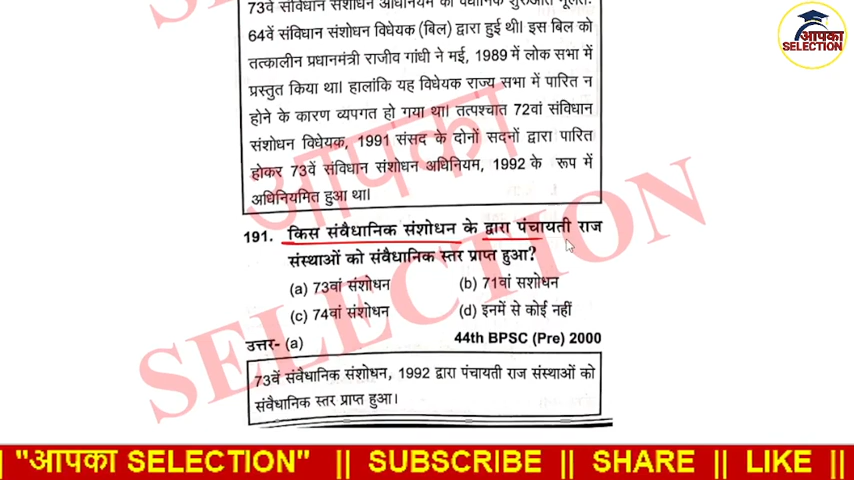 73वें संविधान संशोधन अधिनियम की वैधानिक शुरुआत मूलतः
64वें संविधान संशोधन विधेयक (बिल) द्वारा हुई थी। इस बिल को
तत्कालीन प्रधानमंत्री राजीव गांधी ने मई, 1989 में लोक सभा में
प्रस्तुत किया था। हालांकि यह विधेयक राज्य सभा में पारित न
होने के कारण व्यपगत हो गया था। तत्पश्चात 72वां संविधान
संशोधन विधेयक, 1991 संसद के दोनों सदनों द्वारा पारित
होकर 73वें संविधान संशोधन अधिनियम, 1992 के रूप में
अधिनियमित हुआ था।
191. किस संवैधानिक संशोधन के द्वारा पंचायती राज
संस्थाओं को संवैधानिक स्तर प्राप्त हुआ?
(a) 73वां संशोधन (b) 71वां सशोधन
(c) 74वां संशोधन (d) इनमें से कोई नहीं
उत्तर- (a) 44th BPSC (Pre) 2000
73वें संवैधानिक संशोधन, 1992 द्वारा पंचायती राज संस्थाओं को
संवैधानिक स्तर प्राप्त हुआ।
आपका
SELECTION
आपका
SELECTION
|| "आपका SELECTION" || SUBSCRIBE || SHARE || LIKE ||